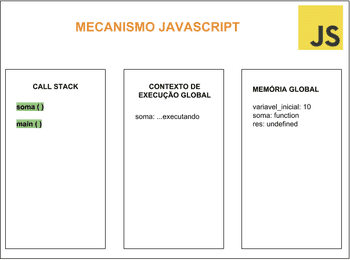 MECANISMO JAVASCRIPT
JS
CALL STACK
soma ( )
main ( )
CONTEXTO DE
EXECUÇÃO GLOBAL
soma: ...executando
MEMÓRIA GLOBAL
variavel_inicial: 10
soma: function
res: undefined